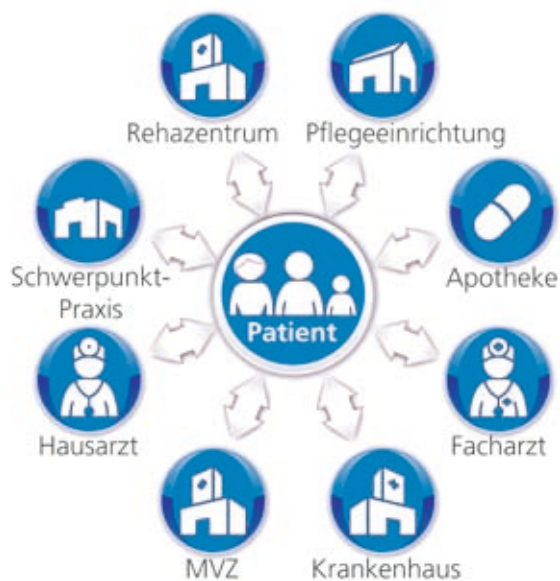 Rehazentrum
Pflegeeinrichtung
Schwerpunkt-
Praxis
Apotheke
Patient
Hausarzt
Facharzt
MVZ
Krankenhaus